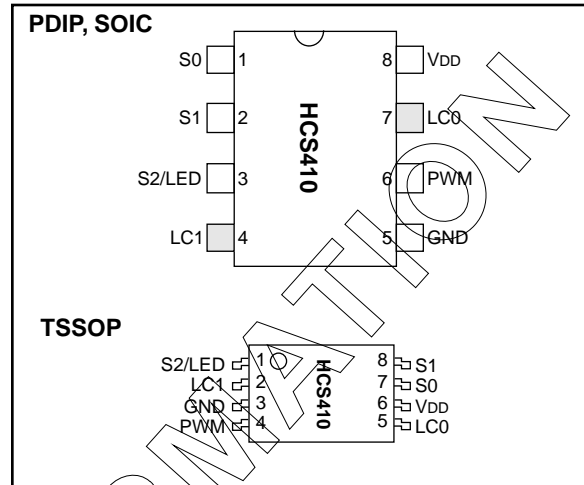 PDIP, SOIC
S0 1 8 VDD
S1 2 7 LC0
S2/LED 3 6 PWM
LC1 4 5 GND
HCS410
TSSOP
S2/LED 1 8 S1
LC1 2 7 S0
GND 3 6 VDD
PWM 4 5 LC0
HCS410
MATION